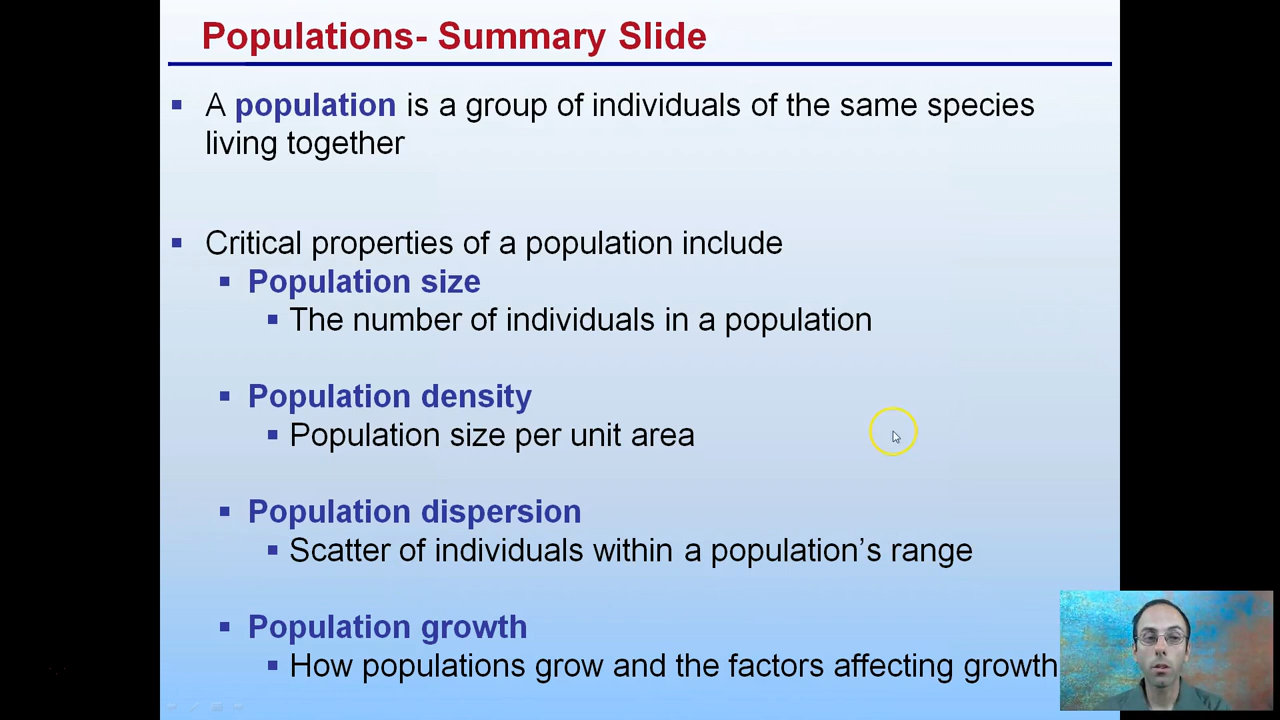 Populations- Summary Slide
A population is a group of individuals of the same species
living together
Critical properties of a population include
Population size
The number of individuals in a population
Population density
Population size per unit area
Population dispersion
Scatter of individuals within a population's range
Population growth
How populations grow and the factors affecting growth